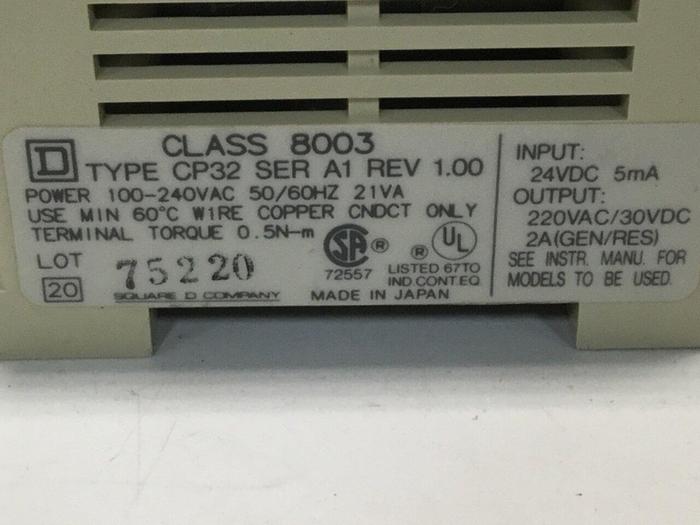 D
CLASS 8003
TYPE CP32 SER A1 REV 1.00
POWER 100-240VAC 50/60HZ 21VA
USE MIN 60°C WIRE COPPER CNDCT ONLY
TERMINAL TORQUE 0.5N-m
LOT 75220
20
SQUARE D COMPANY
SA ®
72557
® UL
LISTED 67TO
IND.CONT.EQ.
MADE IN JAPAN
INPUT:
24VDC 5mA
OUTPUT:
220VAC/30VDC
2A(GEN/RES)
SEE INSTR. MANU. FOR
MODELS TO BE USED.